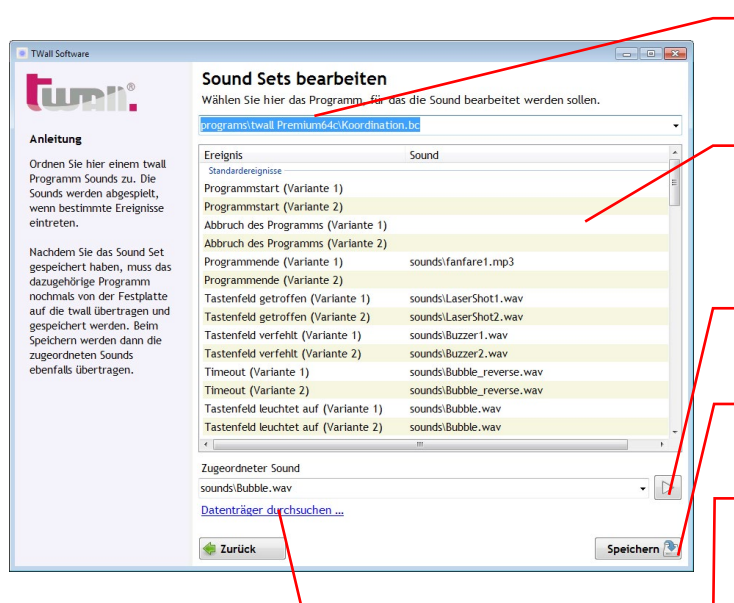 TWall Software
twall®
Anleitung
Ordnen Sie hier einem twall
Programm Sounds zu. Die
Sounds werden abgespielt,
wenn bestimmte Ereignisse
eintreten.
Nachdem Sie das Sound Set
gespeichert haben, muss das
dazugehörige Programm
nochmals von der Festplatte
auf die twall übertragen und
gespeichert werden. Beim
Speichern werden dann die
zugeordneten Sounds
ebenfalls übertragen.
Sound Sets bearbeiten
Wählen Sie hier das Programm, für das die Sound bearbeitet werden sollen.
programs\twall Premium64c\Koordination.bc
Ereignis Sound
Standardereignisse
Programmstart (Variante 1)
Programmstart (Variante 2)
Abbruch des Programms (Variante 1)
Abbruch des Programms (Variante 2)
Programmende (Variante 1) sounds\fanfare1.mp3
Programmende (Variante 2)
Tastenfeld getroffen (Variante 1) sounds\LaserShot1.wav
Tastenfeld getroffen (Variante 2) sounds\LaserShot2.wav
Tastenfeld verfehlt (Variante 1) sounds\Buzzer1.wav
Tastenfeld verfehlt (Variante 2) sounds\Buzzer2.wav
Timeout (Variante 1) sounds\Bubble_reverse.wav
Timeout (Variante 2) sounds\Bubble_reverse.wav
Tastenfeld leuchtet auf (Variante 1) sounds\Bubble.wav
Tastenfeld leuchtet auf (Variante 2) sounds\Bubble.wav
Zugeordneter Sound
sounds\Bubble.wav
Datenträger durchsuchen ...
Zurück
Speichern